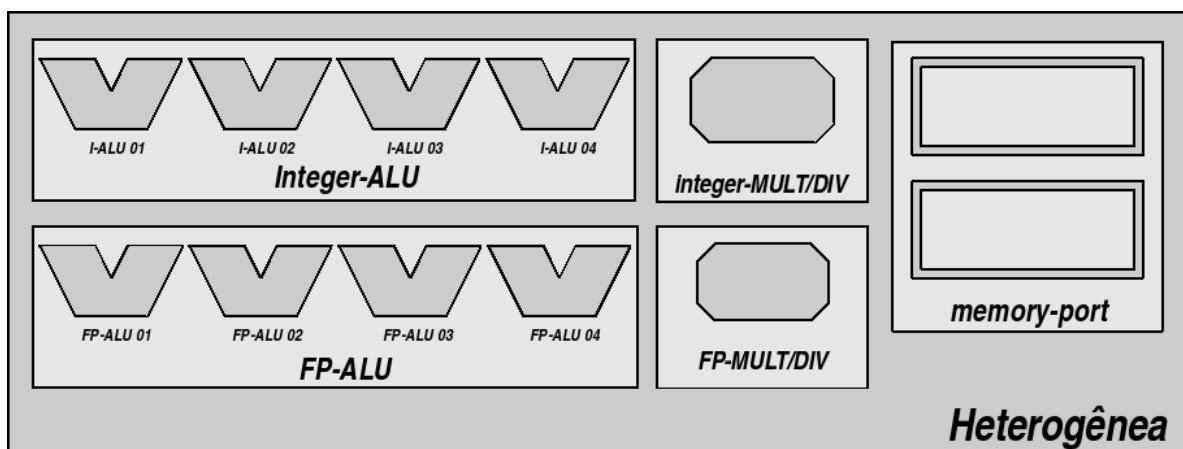 I-ALU 01 I-ALU 02 I-ALU 03 I-ALU 04
Integer-ALU
integer-MULT/DIV
FP-ALU 01 FP-ALU 02 FP-ALU 03 FP-ALU 04
FP-ALU
FP-MULT/DIV
memory-port
Heterogênea